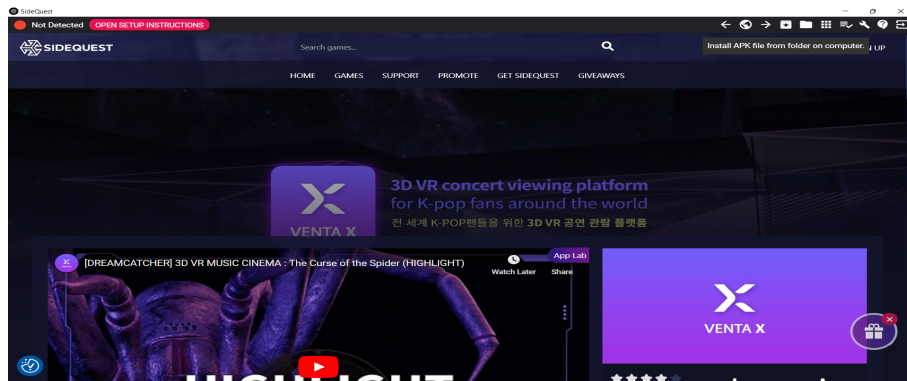 SideQuest
Not Detected OPEN SETUP INSTRUCTIONS
SIDEQUEST
Search games...
Install APK file from folder on computer.
UP
HOME GAMES SUPPORT PROMOTE GET SIDEQUEST GIVEAWAYS
3D VR concert viewing platform
for K-pop fans around the world
전 세계 K-POP팬들을 위한 3D VR 공연 관람 플랫폼
VENTA X
[DREAMCATCHER] 3D VR MUSIC CINEMA : The Curse of the Spider (HIGHLIGHT)
Watch Later Share
App Lab
VENTA X
HIGHLIGHT